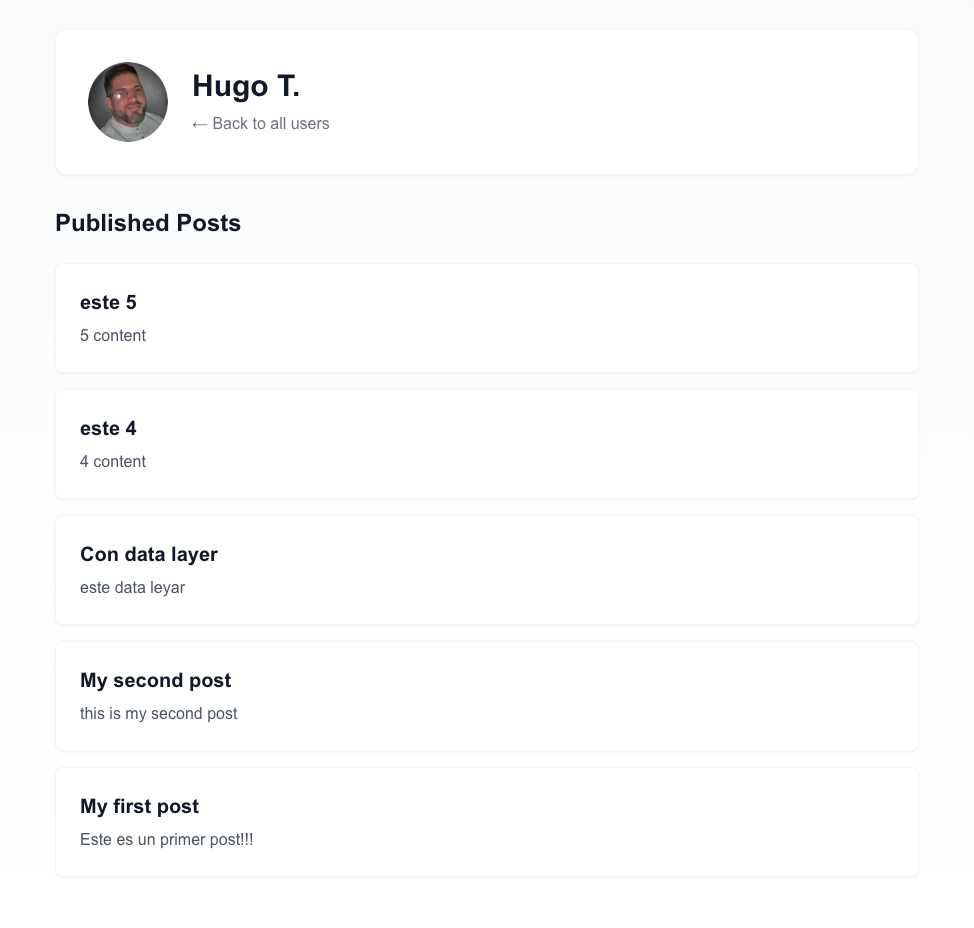 Hugo T.
← Back to all users
Published Posts
este 5
5 content
este 4
4 content
Con data layer
este data leyar
My second post
this is my second post
My first post
Este es un primer post!!!